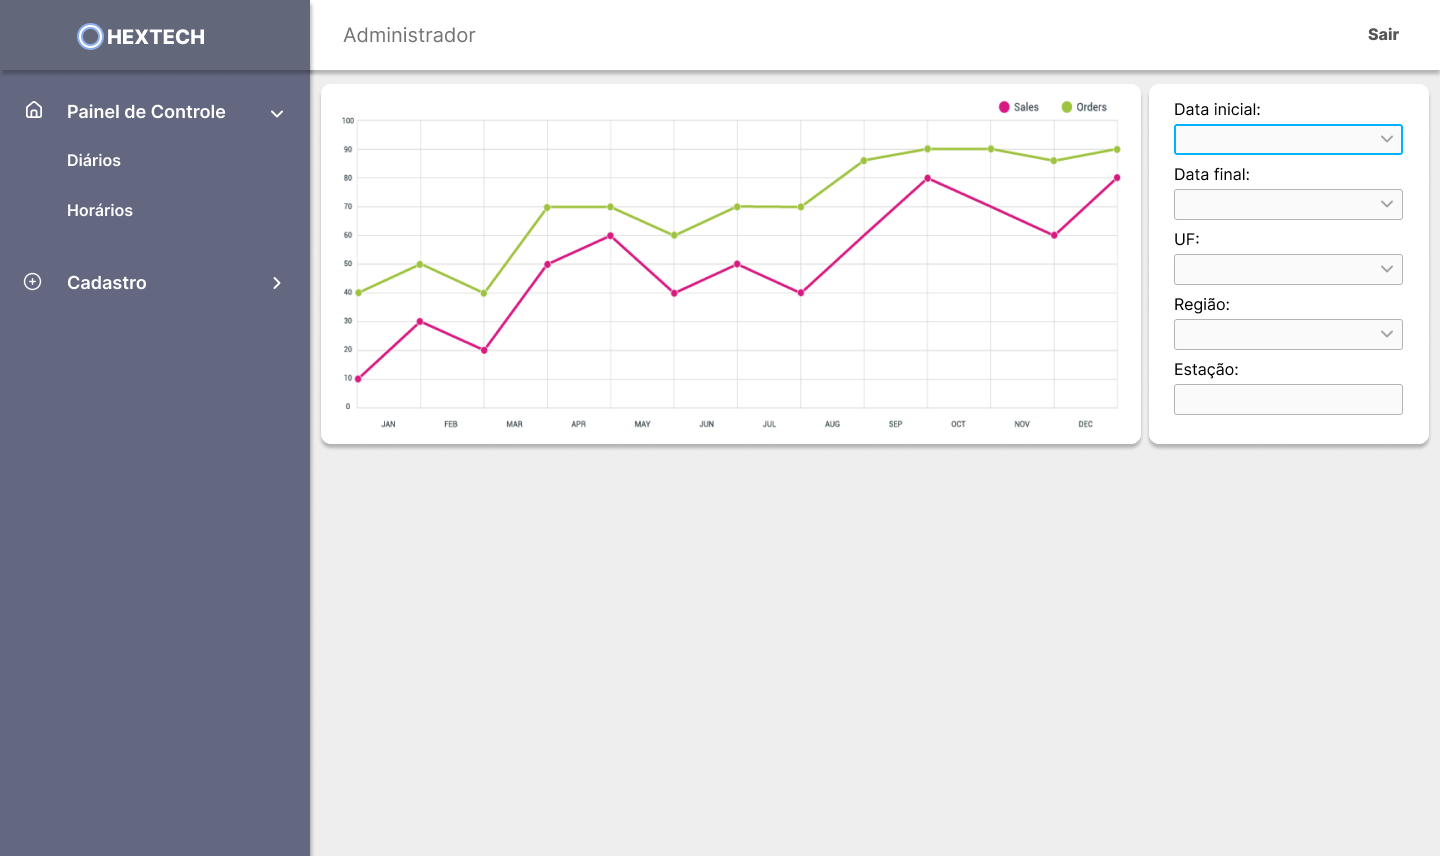 HEXTECH
Administrador
Sair
Painel de Controle
Diários
Horários
Cadastro
Sales
Orders
100
90
80
70
60
50
40
30
20
10
0
JAN FEB MAR APR MAY JUN JUL AUG SEP OCT NOV DEC
Data inicial:
Data final:
UF:
Região:
Estação: